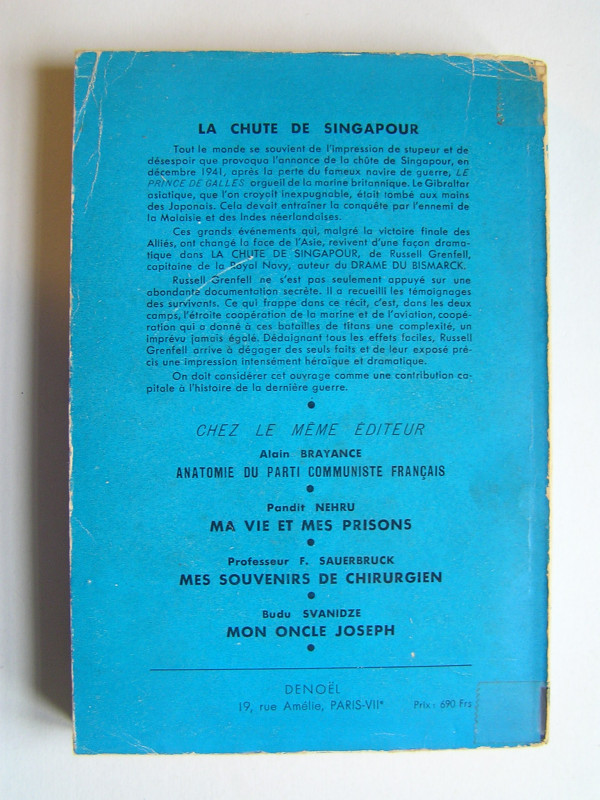 LA CHUTE DE SINGAPOUR
Tout le monde se souvient de l'impression de stupeur et de
désespoir que provoqua l'annonce de la chûte de Singapour, en
décembre 1941, après la perte du fameux navire de guerre, LE
PRINCE DE GALLES orgueil de la marine britannique. Le Gibraltar
asiatique, que l'on croyait inexpugnable, était tombé aux mains
des Japonais. Cela devait entraîner la conquête par l'ennemi de
la Malaisie et des Indes néerlandaises.
Ces grands événements qui, malgré la victoire finale des
Alliés, ont changé la face de l'Asie, revivent d'une façon drama-
tique dans LA CHUTE DE SINGAPOUR, de Russell Grenfell,
capitaine de la Royal Navy, auteur du DRAME DU BISMARCK.
Russell Grenfell ne s'est pas seulement appuyé sur une
abondante documentation secrète. Il a recueilli les témoignages
des survivants. Ce qui frappe dans ce récit, c'est, dans les deux
camps, l'étroite coopération de la marine et de l'aviation, coopé-
ration qui a donné à ces batailles de titans une complexité, un
imprévu jamais égalé. Dédaignant tous les effets faciles, Russell
Grenfell arrive à dégager des seuls faits et de leur exposé pré-
cis une impression intensément héroïque et dramatique.
On doit considérer cet ouvrage comme une contribution ca-
pitale à l'histoire de la dernière guerre.
CHEZ LE MÊME ÉDITEUR
Alain BRAYANCE
ANATOMIE DU PARTI COMMUNISTE FRANÇAIS
Pandit NEHRU
MA VIE ET MES PRISONS
Professeur F. SAUERBRUCK
MES SOUVENIRS DE CHIRURGIEN
Budu SVANIDZE
MON ONCLE JOSEPH
DENOËL
19, rue Amélie, PARIS-VIIe
Prix : 690 Frs